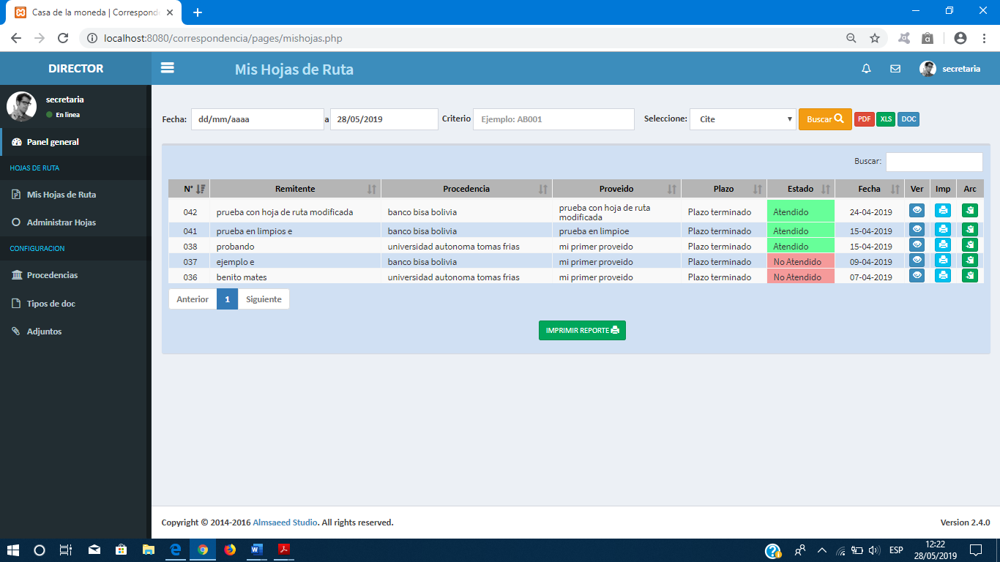 Casa de la moneda | Correspond
localhost:8080/correspondencia/pages/mishojas.php
DIRECTOR
Mis Hojas de Ruta
secretaria
secretaria
En linea
Panel general
HOJAS DE RUTA
Mis Hojas de Ruta
Administrar Hojas
CONFIGURACION
Procedencias
Tipos de doc
Adjuntos
Fecha: dd/mm/aaaa a 28/05/2019 Criterio Ejemplo: AB001 Seleccione: Cite Buscar PDF XLS DOC
Buscar:
N° Remitente Procedencia Proveido Plazo Estado Fecha Ver Imp Arc
042 prueba con hoja de ruta modificada banco bisa bolivia prueba con hoja de ruta modificada Plazo terminado Atendido 24-04-2019
041 prueba en limpios e banco bisa bolivia prueba en limpioe Plazo terminado Atendido 15-04-2019
038 probando universidad autonoma tomas frias mi primer proveido Plazo terminado Atendido 15-04-2019
037 ejemplo e banco bisa bolivia mi primer proveido Plazo terminado No Atendido 09-04-2019
036 benito mates universidad autonoma tomas frias mi primer proveido Plazo terminado No Atendido 07-04-2019
Anterior 1 Siguiente
IMPRIMIR REPORTE
Copyright © 2014-2016 Almsaeed Studio. All rights reserved.
Version 2.4.0
ESP
12:22
28/05/2019